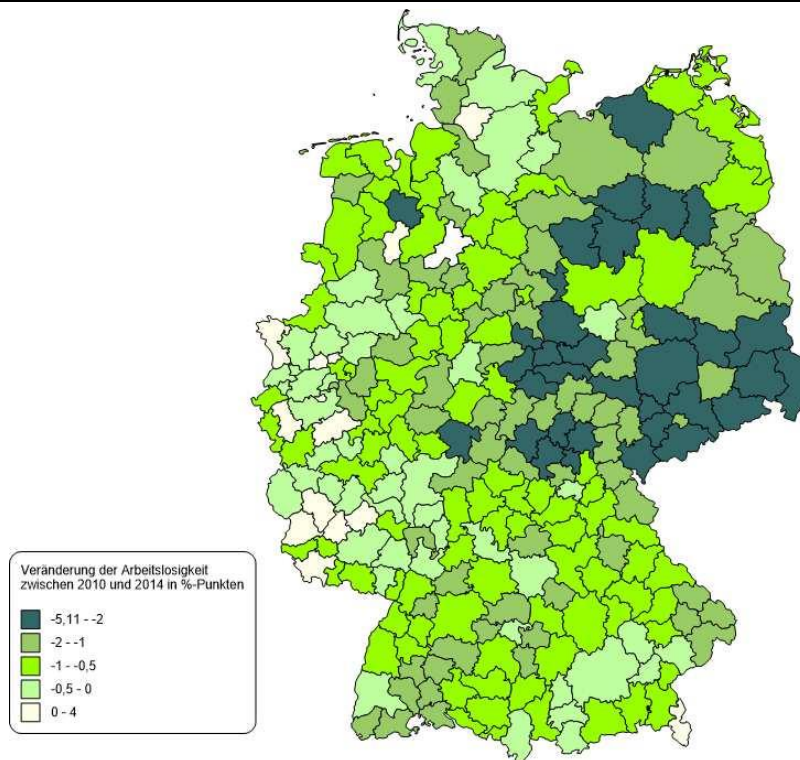 Veränderung der Arbeitslosigkeit
zwischen 2010 und 2014 in %-Punkten
-5,11 - -2
-2 - -1
-1 - -0,5
-0,5 - 0
0 - 4